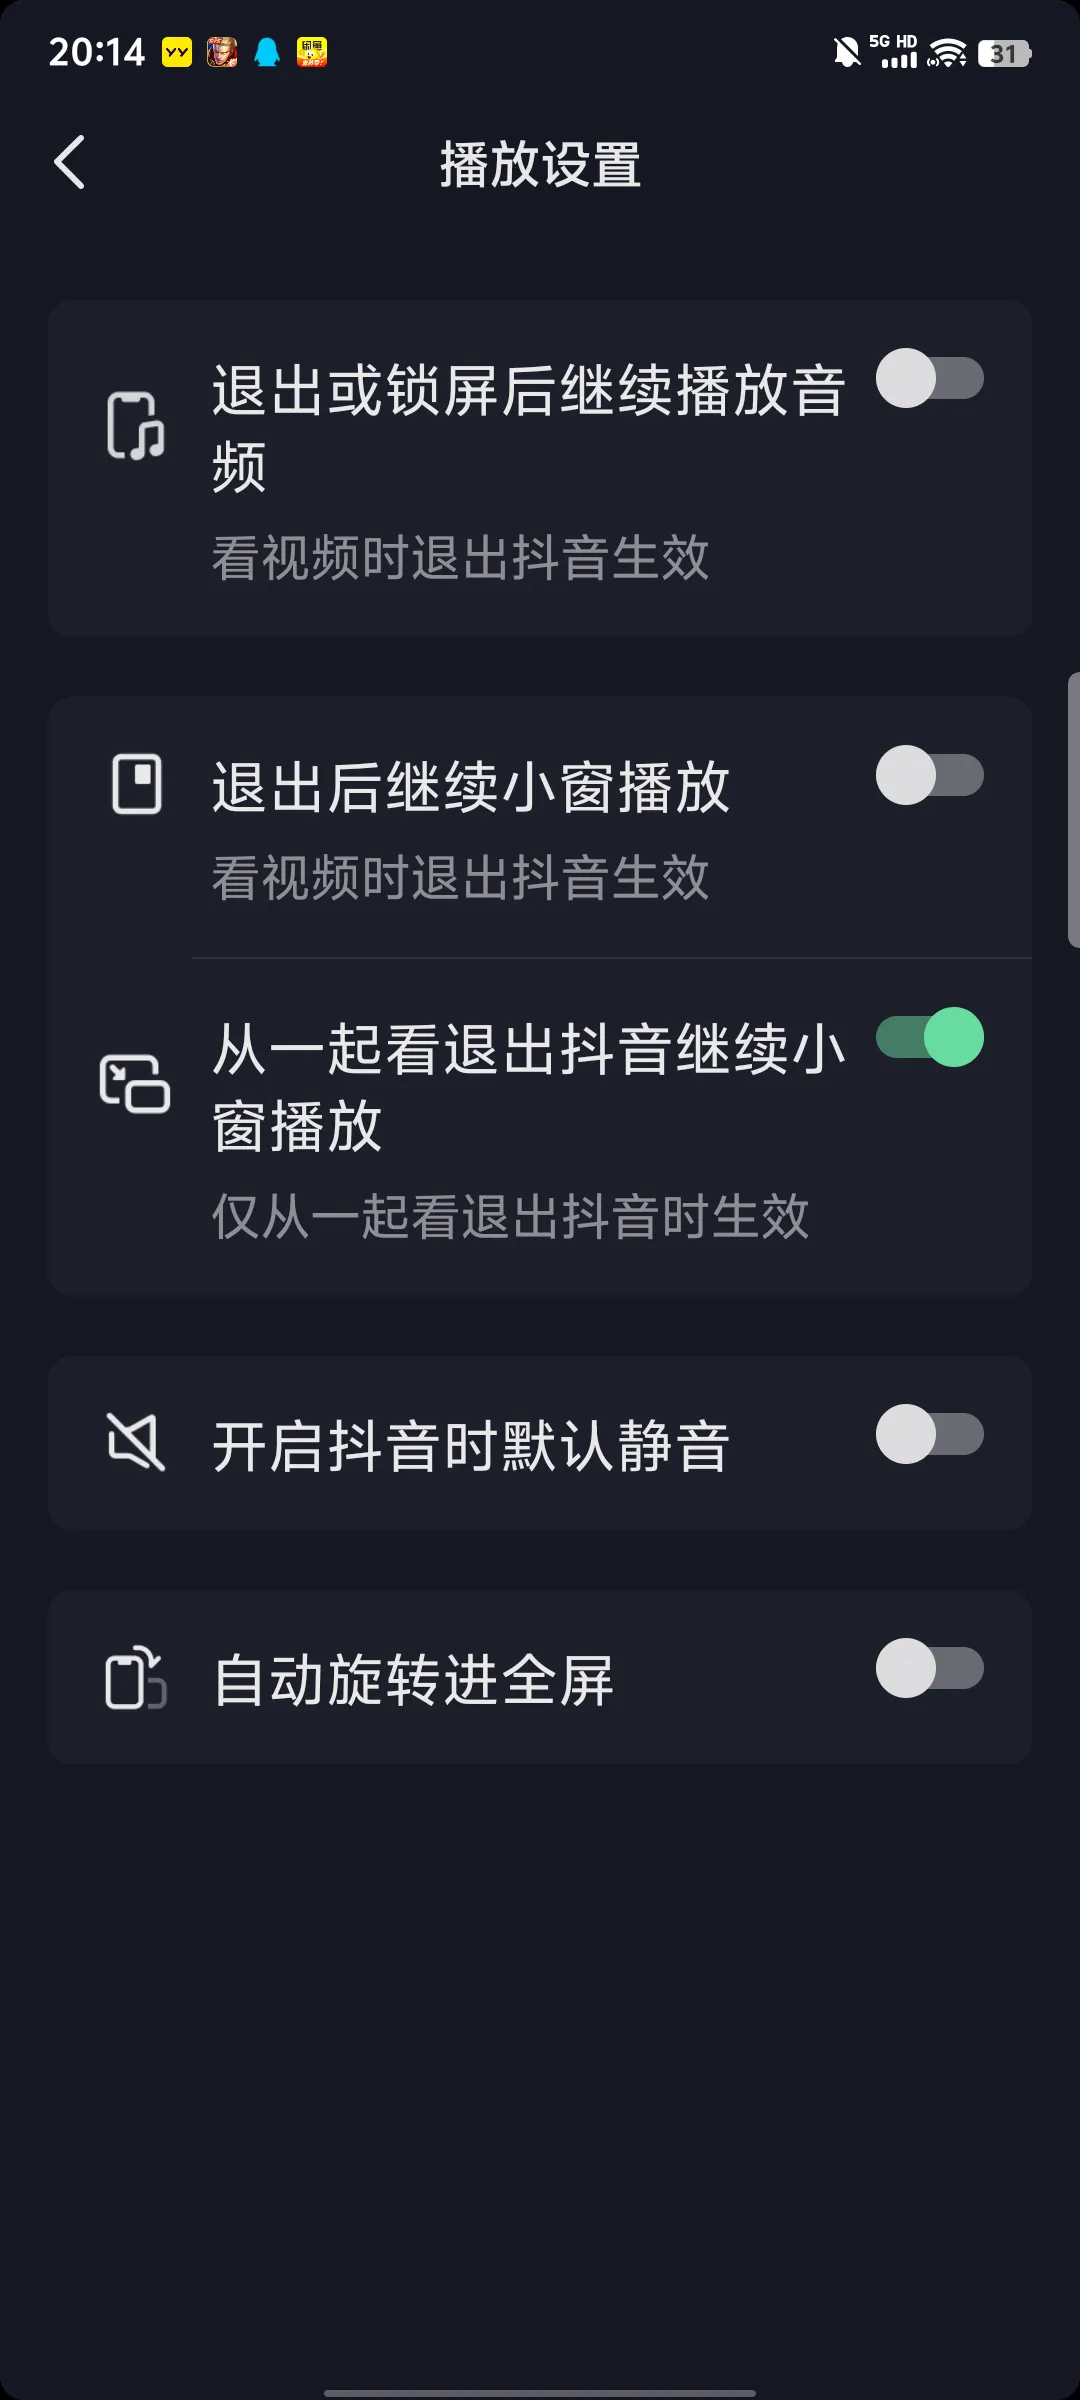 20:14
5G HD
31
播放设置
退出或锁屏后继续播放音
频
看视频时退出抖音生效
退出后继续小窗播放
看视频时退出抖音生效
从一起看退出抖音继续小
窗播放
仅从一起看退出抖音时生效
开启抖音时默认静音
自动旋转进全屏